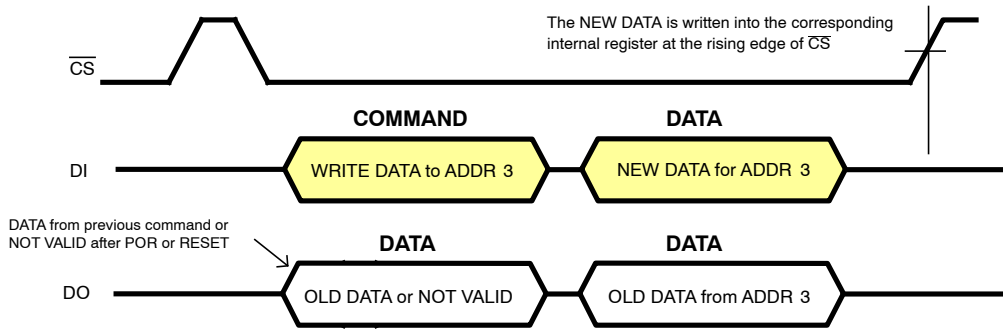 The NEW DATA is written into the corresponding
internal register at the rising edge of CS
CS
COMMAND
DATA
DI
WRITE DATA to ADDR 3
NEW DATA for ADDR 3
DATA from previous command or
NOT VALID after POR or RESET
DATA
DATA
DO
OLD DATA or NOT VALID
OLD DATA from ADDR 3